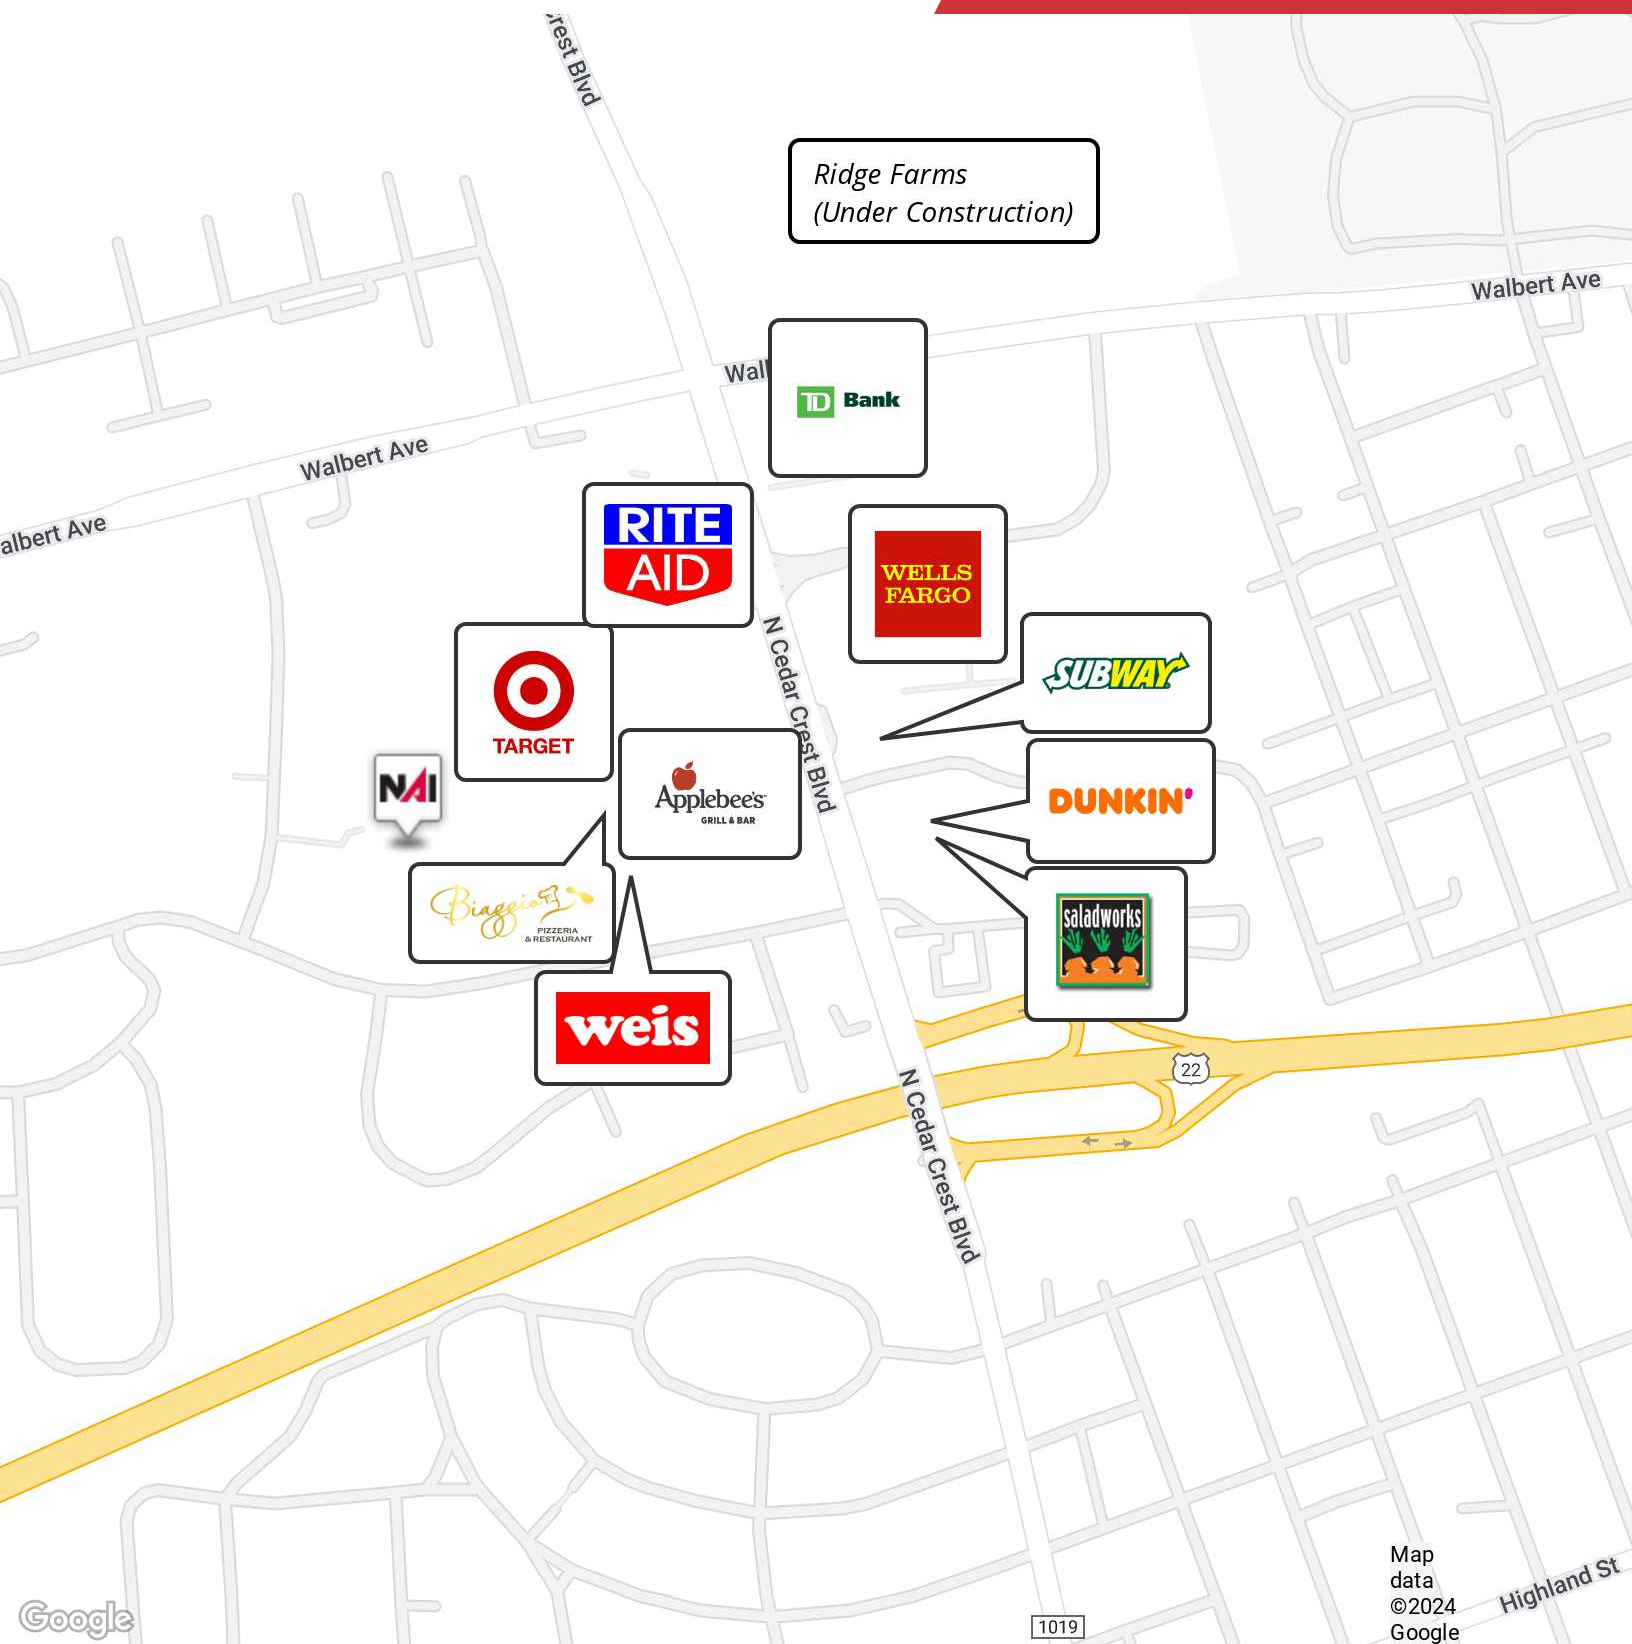 Crest Blvd
Ridge Farms
(Under Construction)
Walbert Ave
Wall
TD Bank
Walbert Ave
albert Ave
RITE
AID
WELLS
FARGO
N Cedar Crest Blvd
SUBWAY
TARGET
NAI
Applebee's
GRILL & BAR
DUNKIN'
Biaggio
PIZZERIA
& RESTAURANT
saladworks
weis
22
N Cedar Crest Blvd
Map
data
©2024
Google
Highland St
Google
1019